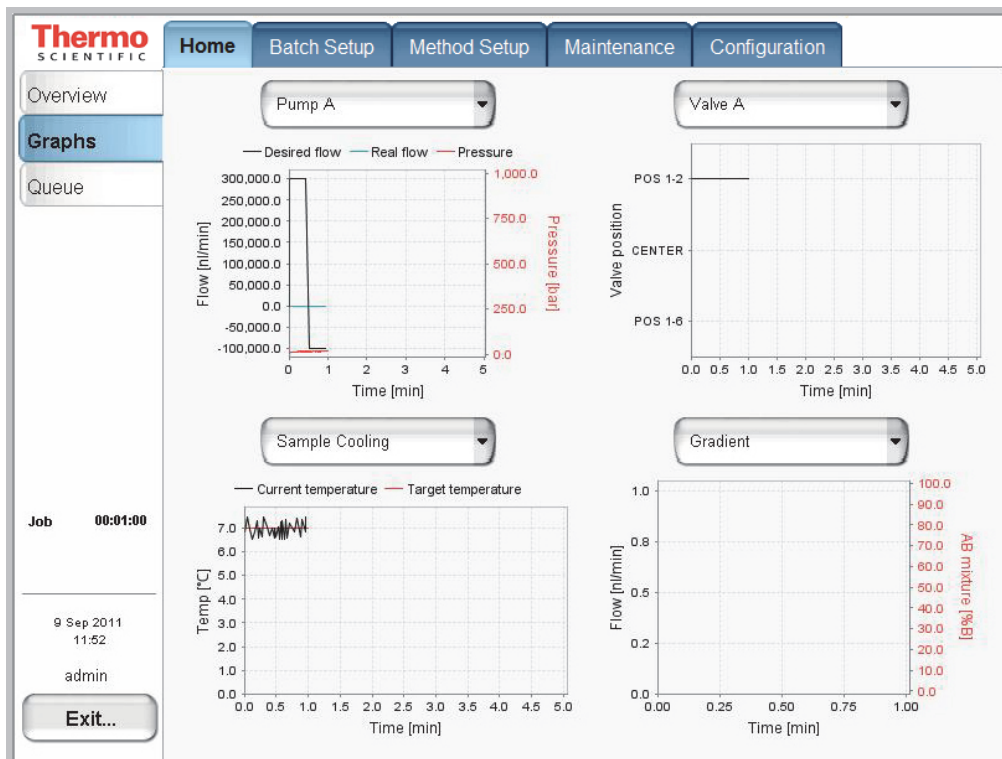 Thermo
SCIENTIFIC
Home
Batch Setup
Method Setup
Maintenance
Configuration
Overview
Graphs
Queue
Job 00:01:00
9 Sep 2011
11:52
admin
Exit...
Pump A
Desired flow Real flow Pressure
300,000.0
250,000.0
200,000.0
150,000.0
100,000.0
50,000.0
0.0
-50,000.0
-100,000.0
Flow [nl/min]
1,000.0
750.0
500.0
250.0
0.0
Pressure [bar]
0 1 2 3 4 5
Time [min]
Valve A
POS 1-2
CENTER
POS 1-6
Valve position
0.0 0.5 1.0 1.5 2.0 2.5 3.0 3.5 4.0 4.5 5.0
Time [min]
Sample Cooling
Current temperature Target temperature
7.0
6.0
5.0
4.0
3.0
2.0
1.0
0.0
Temp [°C]
0.0 0.5 1.0 1.5 2.0 2.5 3.0 3.5 4.0 4.5 5.0
Time [min]
Gradient
1.0
0.8
0.5
0.2
0.0
Flow [nl/min]
100.0
90.0
80.0
70.0
60.0
50.0
40.0
30.0
20.0
10.0
0.0
AB mixture [%B]
0.00 0.25 0.50 0.75 1.00
Time [min]